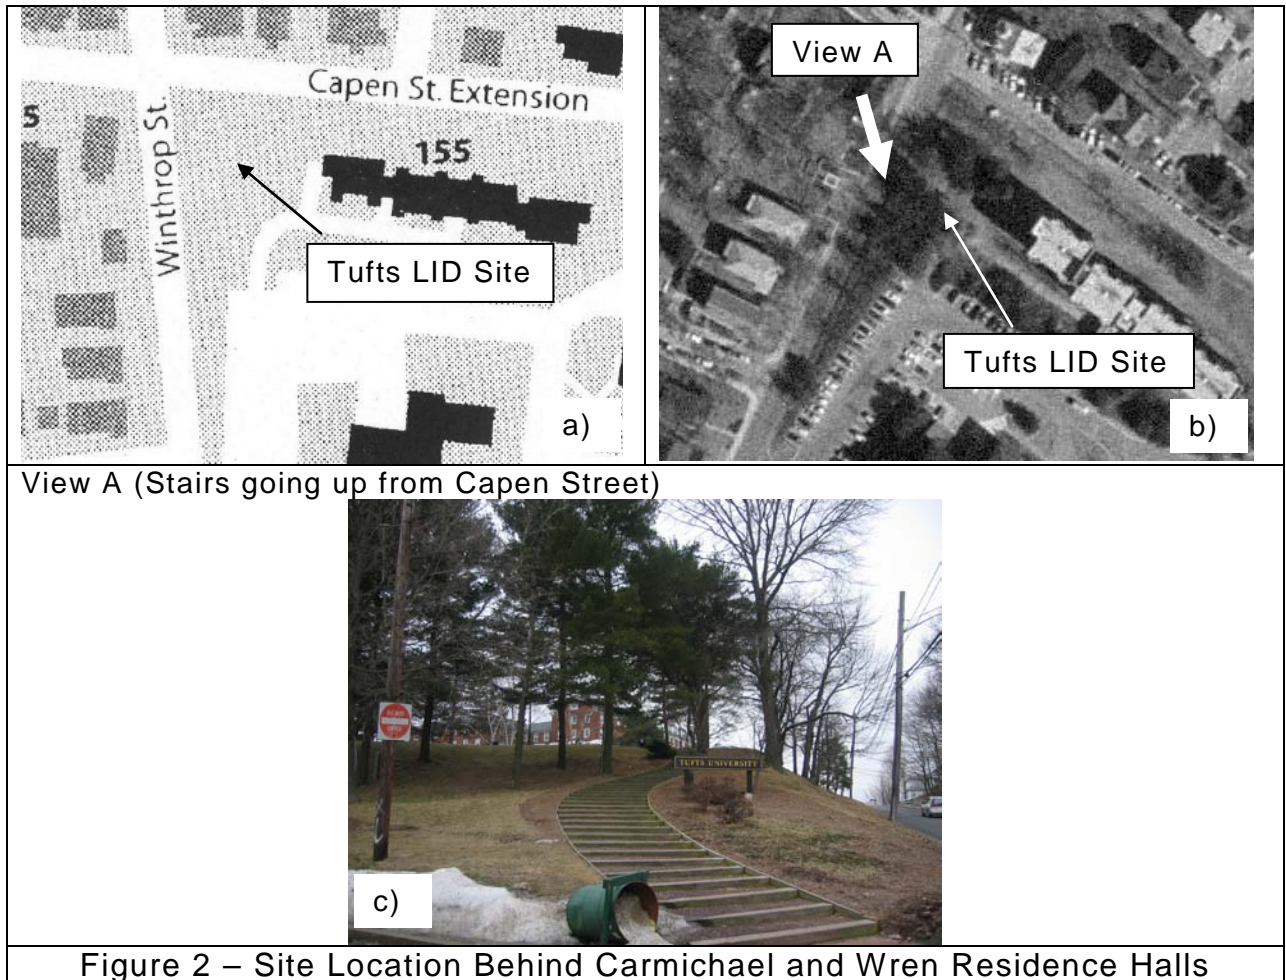 Capen St. Extension
5
Winthrop St.
155
Tufts LID Site
a)
View A
Tufts LID Site
b)
View A (Stairs going up from Capen Street)
TUFTS UNIVERSITY
c)
Figure 2 – Site Location Behind Carmichael and Wren Residence Halls